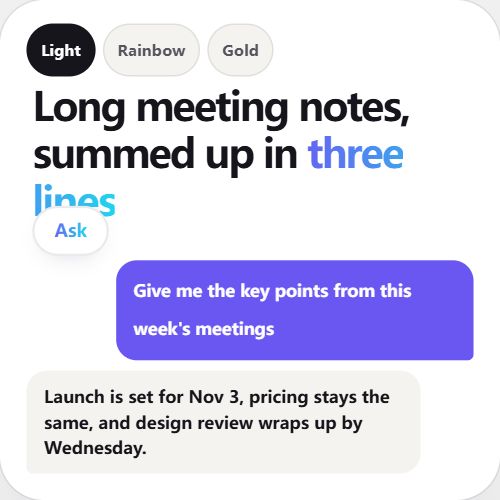 Light Rainbow Gold
Long meeting notes,
summed up in three
lines
Ask
Give me the key points from this
week's meetings
Launch is set for Nov 3, pricing stays the
same, and design review wraps up by
Wednesday.